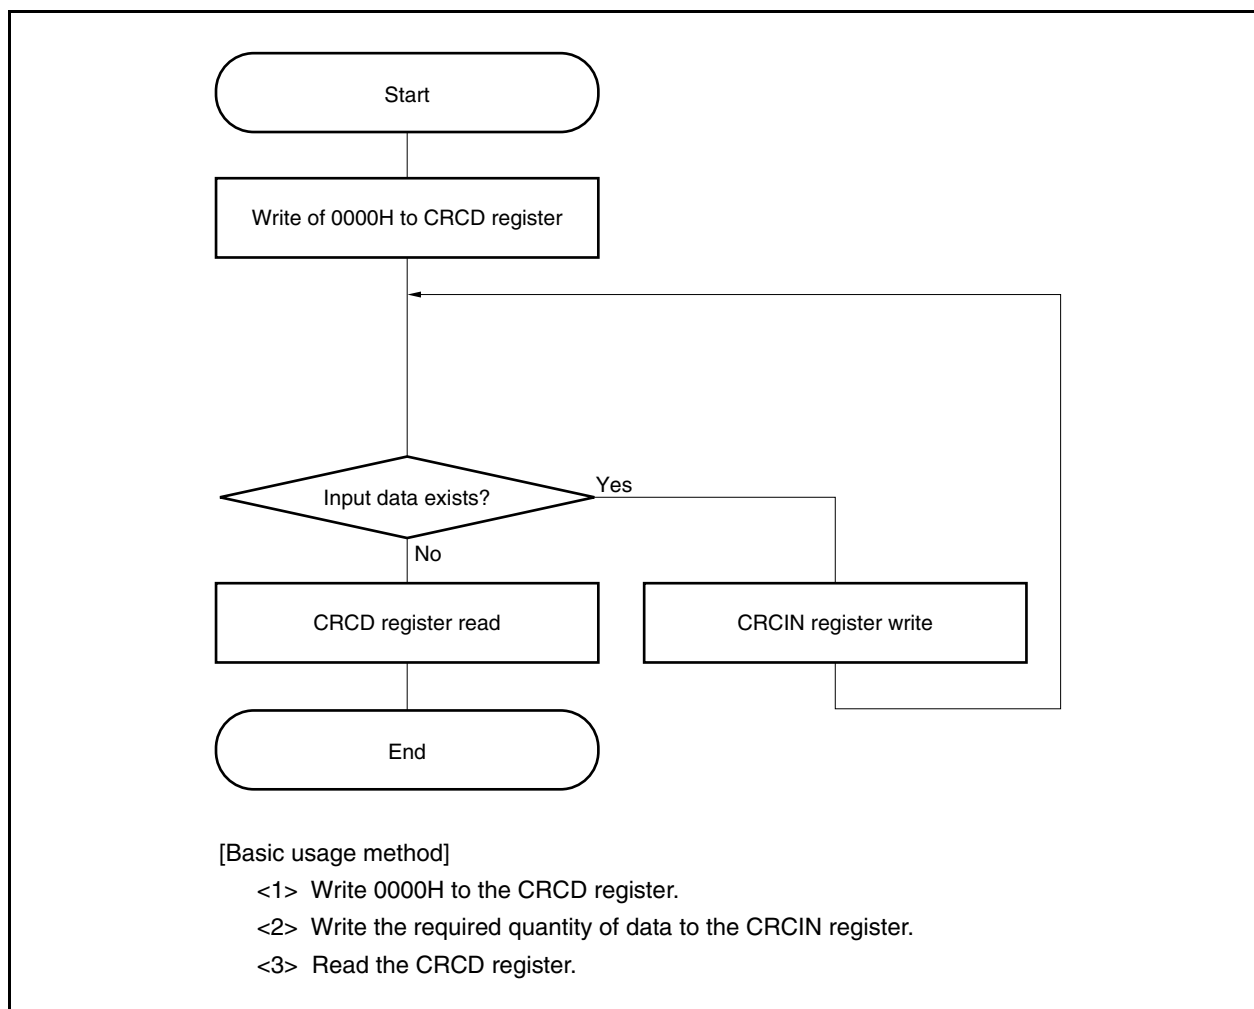 Start
Write of 0000H to CRCD register
Input data exists?
Yes
No
CRCD register read
CRCIN register write
End
[Basic usage method]
<1> Write 0000H to the CRCD register.
<2> Write the required quantity of data to the CRCIN register.
<3> Read the CRCD register.